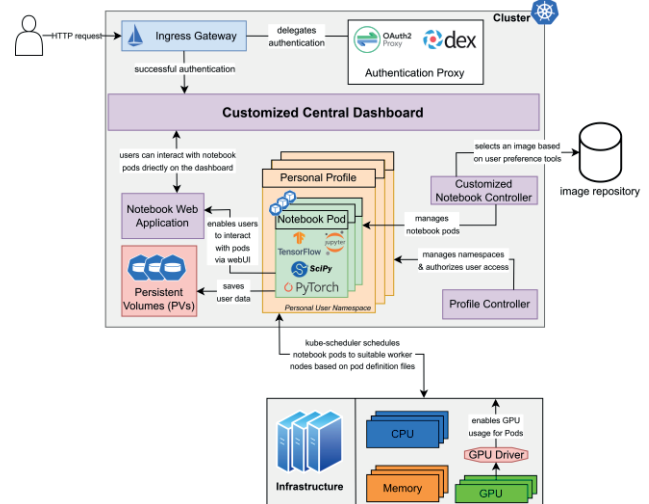 Cluster
HTTP request
Ingress Gateway
delegates
authentication
OAuth2
Proxy
dex
Authentication Proxy
successful authentication
Customized Central Dashboard
users can interact with notebook
pods directly on the dashboard
selects an image based
on user preference tools
image repository
Personal Profile
Customized
Notebook Controller
Notebook Web
Application
Notebook Pod
manages
notebook pods
enables users
to interact
with pods
via webUI
TensorFlow
jupyter
SciPy
PyTorch
manages namespaces
& authorizes user access
Persistent
Volumes (PVs)
saves
user data
Personal User Namespace
Profile Controller
kube-scheduler schedules
notebook pods to suitable worker
nodes based on pod definition files
Infrastructure
CPU
enables GPU
usage for Pods
GPU Driver
Memory
GPU